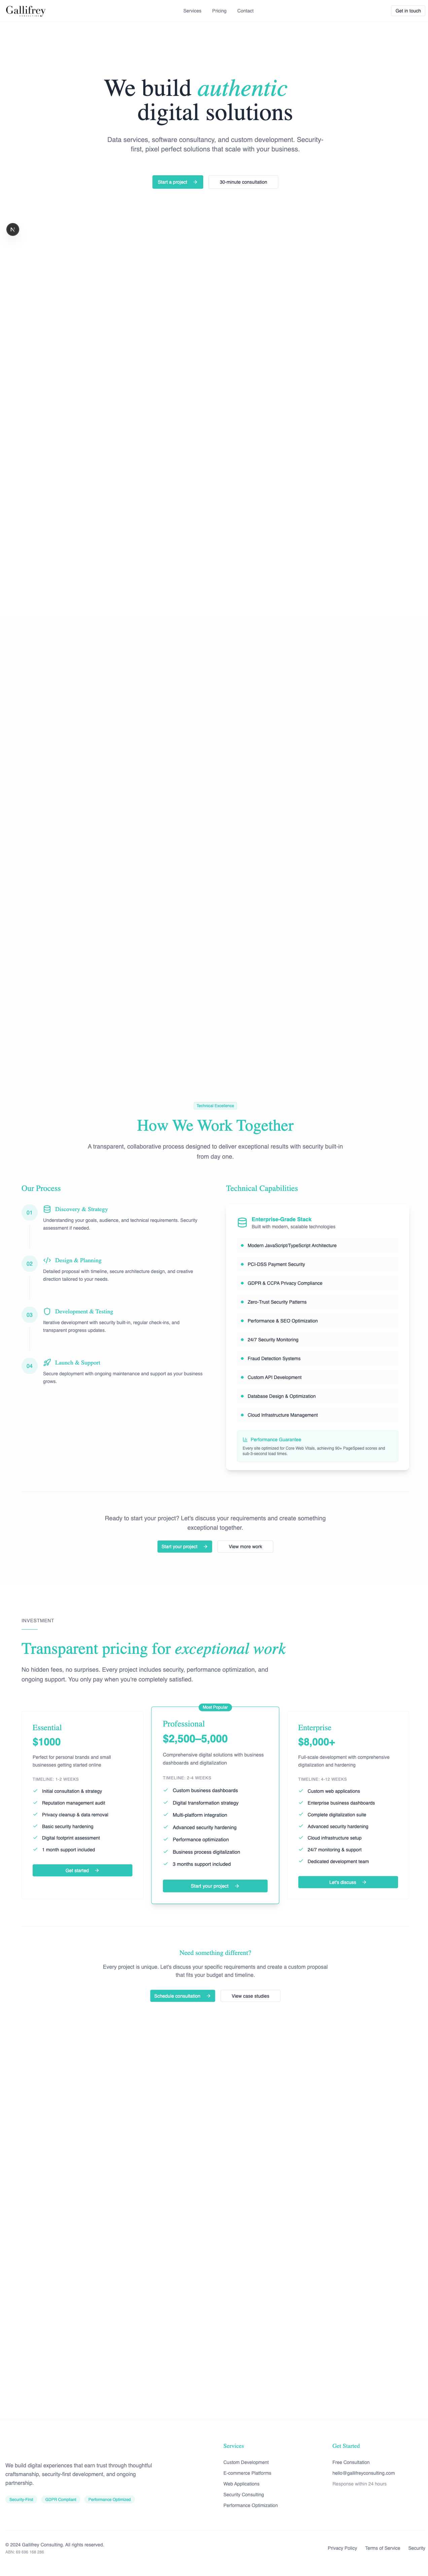 Gallifrey
CONSULTING
Services
Pricing
Contact
Get in touch
We build authentic
digital solutions
Data services, software consultancy, and custom development. Security-
first, pixel perfect solutions that scale with your business.
Start a project
30-minute consultation
N
Technical Excellence
How We Work Together
A transparent, collaborative process designed to deliver exceptional results with security built-in
from day one.
Our Process
01
Discovery & Strategy
Understanding your goals, audience, and technical requirements. Security
assessment if needed.
02
Design & Planning
Detailed proposal with timeline, secure architecture design, and creative
direction tailored to your needs.
03
Development & Testing
Iterative development with security built-in, regular check-ins, and
transparent progress updates.
04
Launch & Support
Secure deployment with ongoing maintenance and support as your business
grows.
Technical Capabilities
Enterprise-Grade Stack
Built with modern, scalable technologies
Modern JavaScript/TypeScript Architecture
PCI-DSS Payment Security
GDPR & CCPA Privacy Compliance
Zero-Trust Security Patterns
Performance & SEO Optimization
24/7 Security Monitoring
Fraud Detection Systems
Custom API Development
Database Design & Optimization
Cloud Infrastructure Management
Performance Guarantee
Every site optimized for Core Web Vitals, achieving 90+ PageSpeed scores and
sub-3-second load times.
Ready to start your project? Let's discuss your requirements and create something
exceptional together.
Start your project
View more work
INVESTMENT
Transparent pricing for exceptional work
No hidden fees, no surprises. Every project includes security, performance optimization, and
ongoing support. You only pay when you're completely satisfied.
Essential
$1000
Perfect for personal brands and small
businesses getting started online
TIMELINE: 1-2 WEEKS
Initial consultation & strategy
Reputation management audit
Privacy cleanup & data removal
Basic security hardening
Digital footprint assessment
1 month support included
Get started
Most Popular
Professional
$2,500–5,000
Comprehensive digital solutions with business
dashboards and digitalization
TIMELINE: 2-4 WEEKS
Custom business dashboards
Digital transformation strategy
Multi-platform integration
Advanced security hardening
Performance optimization
Business process digitalization
3 months support included
Start your project
Enterprise
$8,000+
Full-scale development with comprehensive
digitalization and hardening
TIMELINE: 4-12 WEEKS
Custom web applications
Enterprise business dashboards
Complete digitalization suite
Advanced security hardening
Cloud infrastructure setup
24/7 monitoring & support
Dedicated development team
Let's discuss
Need something different?
Every project is unique. Let's discuss your specific requirements and create a custom proposal
that fits your budget and timeline.
Schedule consultation
View case studies
We build digital experiences that earn trust through thoughtful
craftsmanship, security-first development, and ongoing
partnership.
Security-First
GDPR Compliant
Performance Optimized
Services
Custom Development
E-commerce Platforms
Web Applications
Security Consulting
Performance Optimization
Get Started
Free Consultation
hello@gallifreyconsulting.com
Response within 24 hours
© 2024 Gallifrey Consulting. All rights reserved.
Privacy Policy
Terms of Service
Security